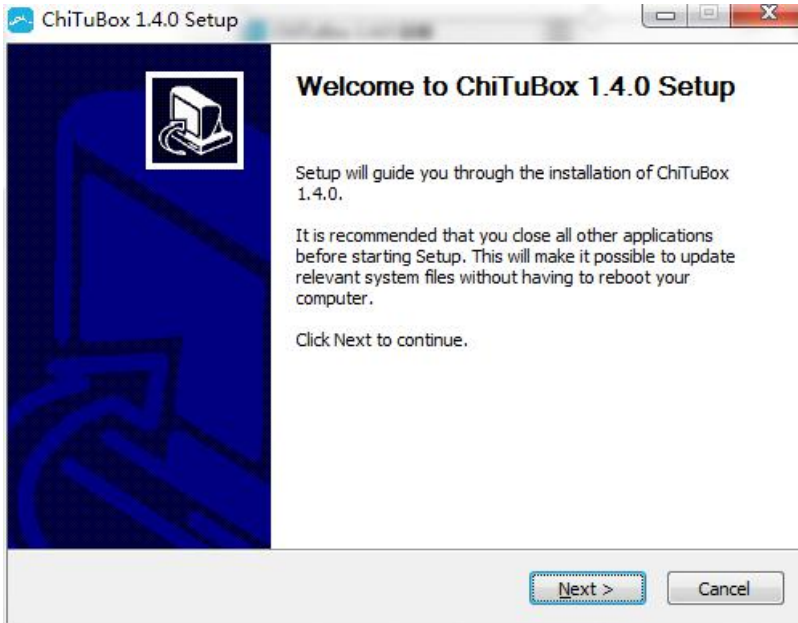 ChiTuBox 1.4.0 Setup
Welcome to ChiTuBox 1.4.0 Setup
Setup will guide you through the installation of ChiTuBox
1.4.0.
It is recommended that you close all other applications
before starting Setup. This will make it possible to update
relevant system files without having to reboot your
computer.
Click Next to continue.
Next >
Cancel